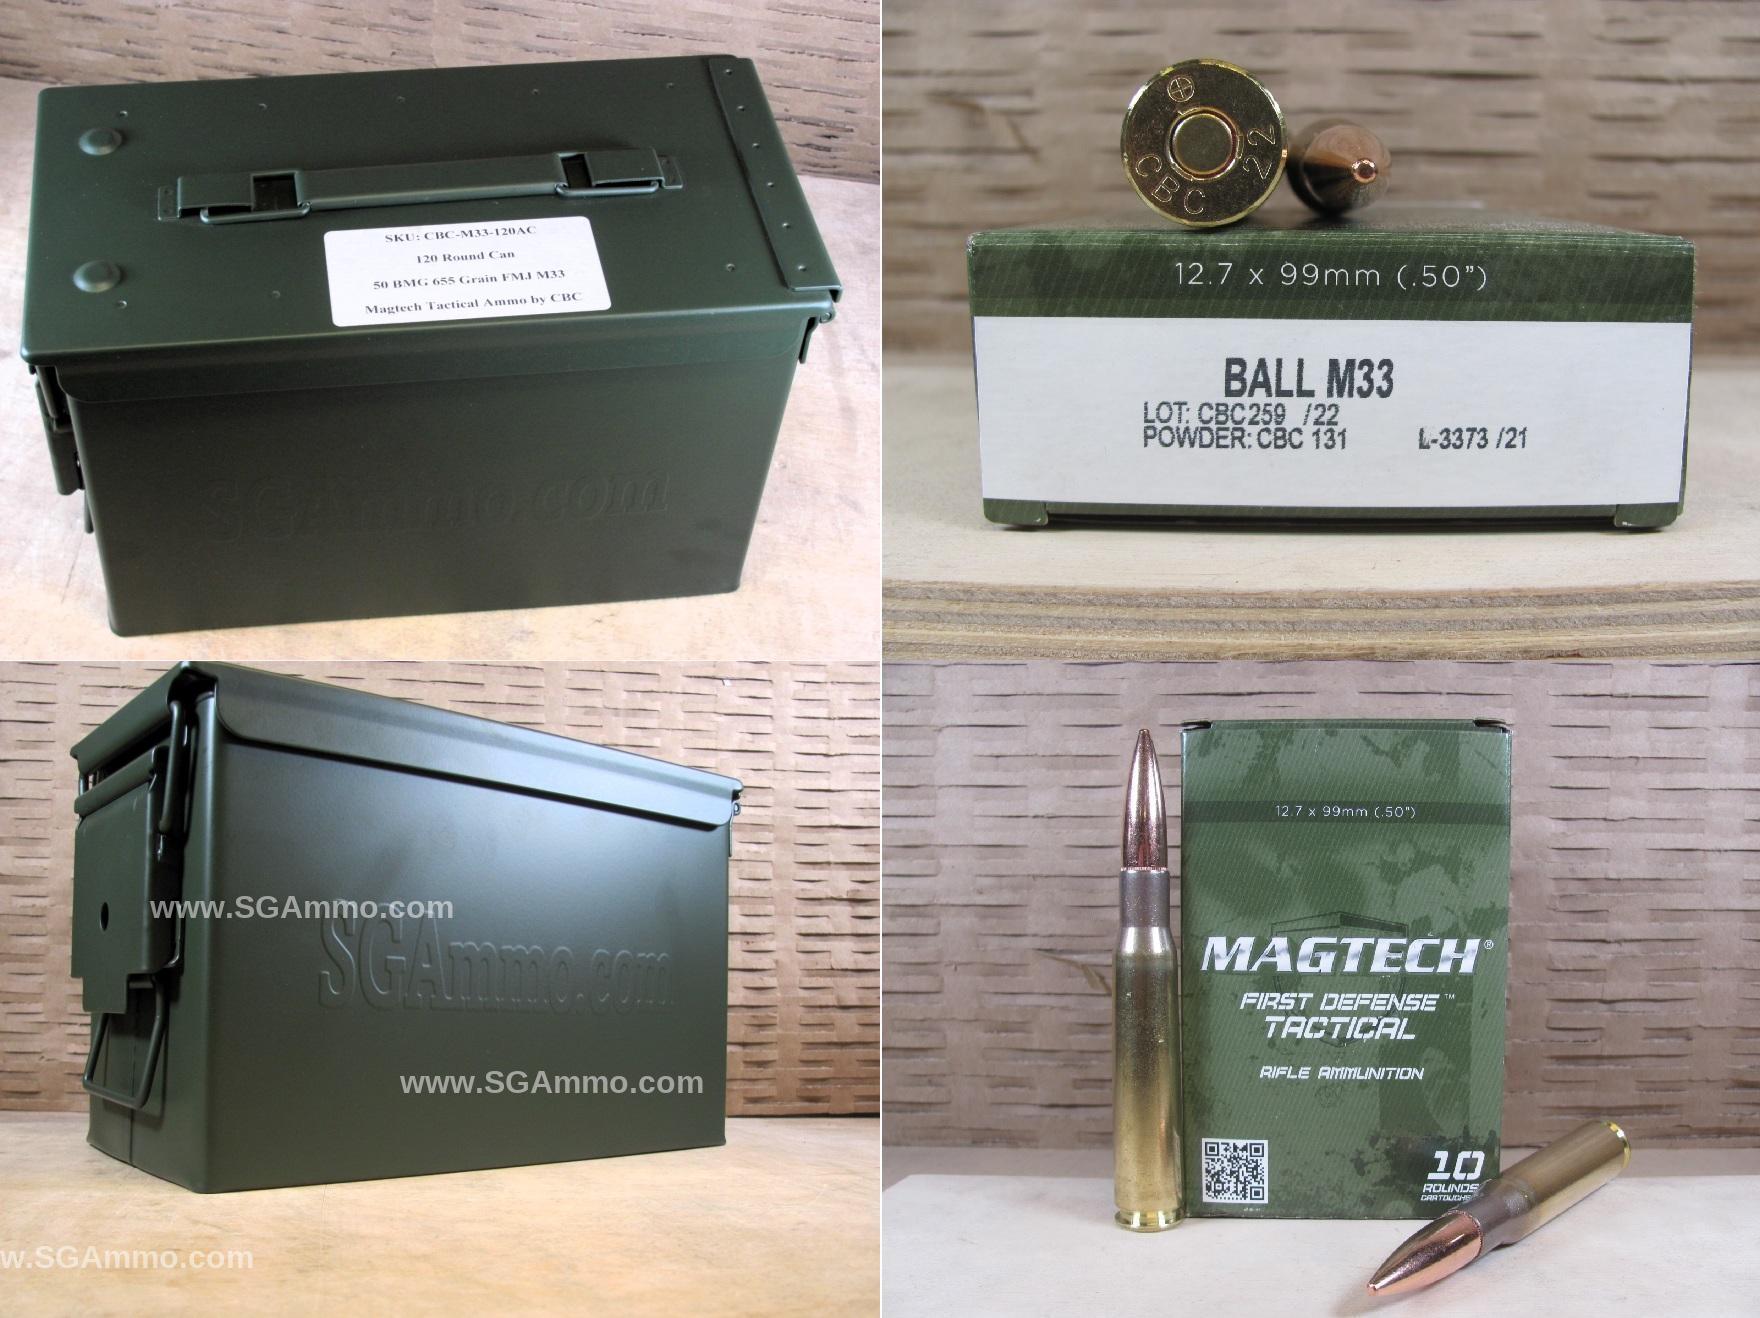 SKU: CBC-M33-120AC
120 Round Can
50 BMG 655 Grain FMJ M33
Magtech Tactical Ammo by CBC
SGAmmo.com
CBC 22
12.7 x 99mm (.50")
BALL M33
LOT: CBC259 /22
POWDER: CBC 131 L-3373 /21
www.SGAmmo.com
SGAmmo.com
www.SGAmmo.com
w.SGAmmo.com
12.7 x 99mm (.50")
MAGTECH®
FIRST DEFENSE™
TACTICAL
RIFLE AMMUNITION
10
ROUNDS